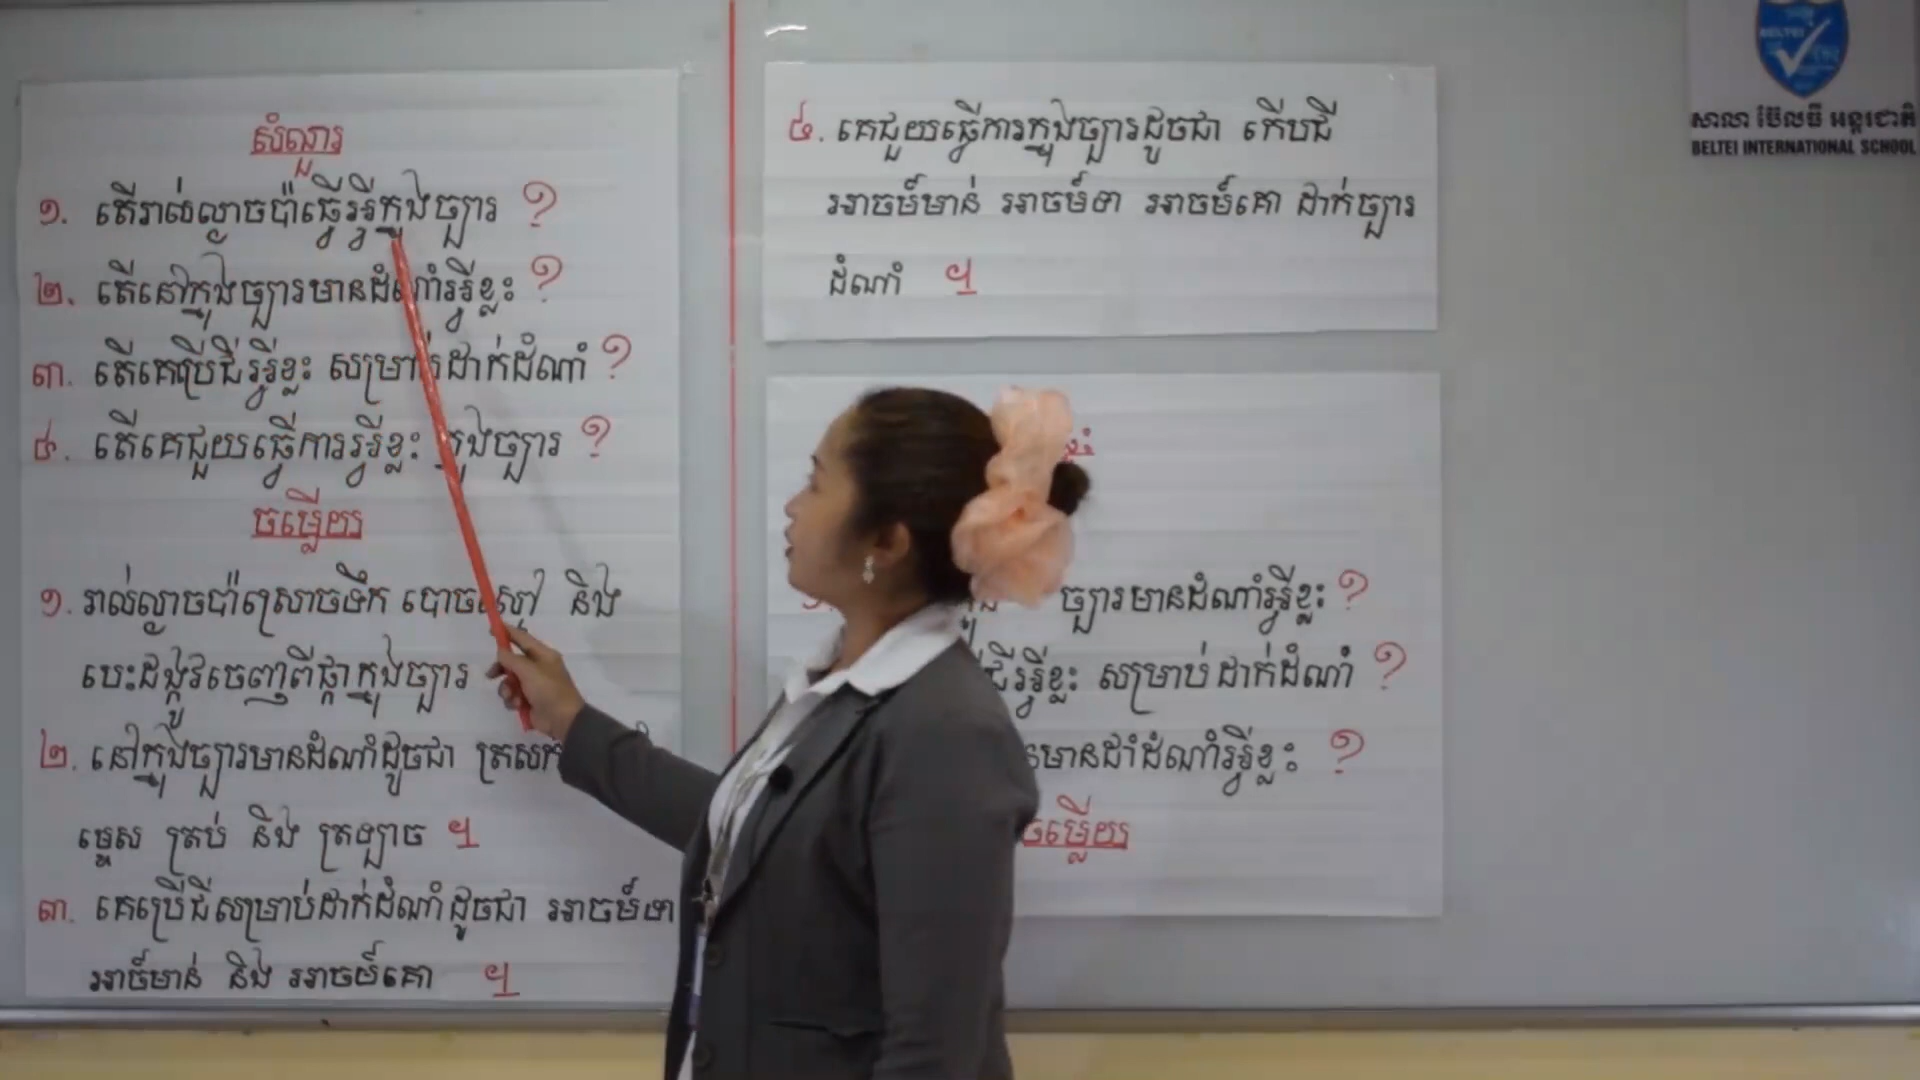 សំណួរ
១. តើរាល់ល្ងាចប៉ាធ្វើអ្វីក្នុងច្បារ ?
២. តើនៅក្នុងច្បារមានដំណាំអ្វីខ្លះ ?
៣. តើគេប្រើជីអ្វីខ្លះ សម្រាប់ដាក់ដំណាំ ?
៤. តើគេជួយធ្វើការអ្វីខ្លះ ក្នុងច្បារ ?
ចម្លើយ
១. រាល់ល្ងាចប៉ាស្រោចទឹក បោចស្មៅ និង
បេះដង្កូវចេញពីផ្កាក្នុងច្បារ
២. នៅក្នុងច្បារមានដំណាំដូចជា ត្រសក់
ម្ទេស ត្រប់ និង ត្រឡាច ។
៣. គេប្រើជីសម្រាប់ដាក់ដំណាំដូចជា អាចម៍ទា
អាច៍មាន់ និង អាចម៍គោ ។
៤. គេជួយធ្វើការក្នុងច្បារដូចជា កើបជី
អាចម៍មាន់ អាចម៍ទា អាចម៍គោ ដាក់ច្បារ
ដំណាំ ។
ច្បារមានដំណាំអ្វីខ្លះ ?
ជីអ្វីខ្លះ សម្រាប់ដាក់ដំណាំ ?
មានដាំដំណាំអ្វីខ្លះ ?
ចម្លើយ
BELTEI
សាលា ប៊ែលធី អន្តរជាតិ
BELTEI INTERNATIONAL SCHOOL